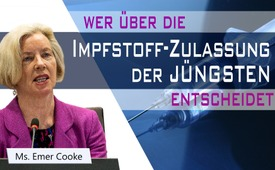 WER ÜBER DIE
IMPFSTOFF-ZULASSUNG
DER JÜNGSTEN
ENTSCHEIDET
Ms. Emer Cooke